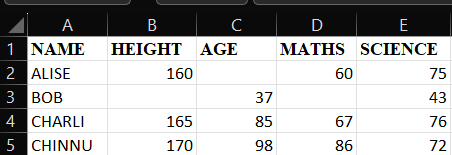 A B C D E
1 NAME HEIGHT AGE MATHS SCIENCE
2 ALISE 160 60 75
3 BOB 37 43
4 CHARLI 165 85 67 76
5 CHINNU 170 98 86 72